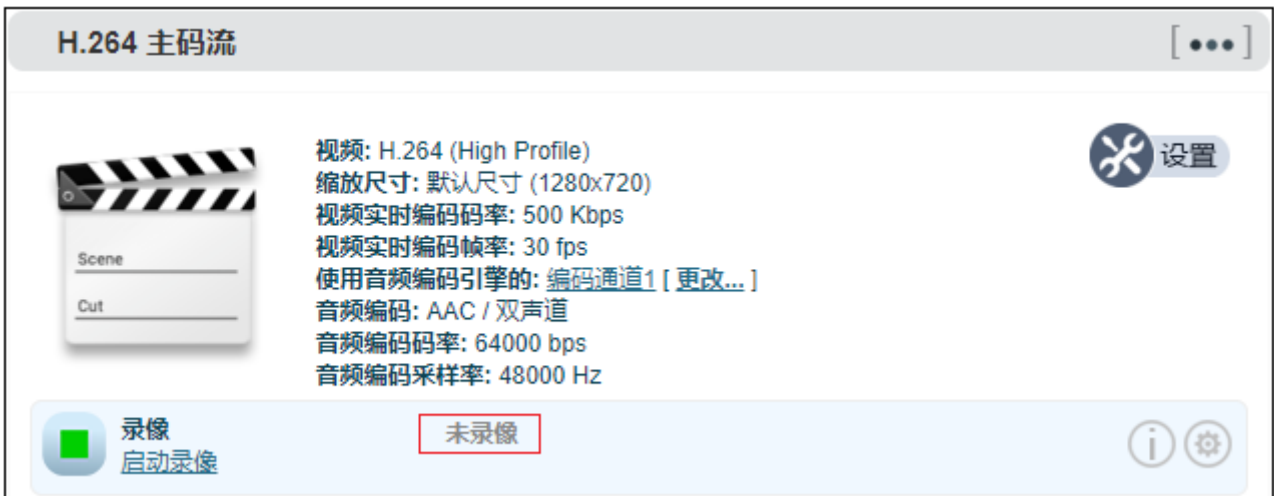 H.264 主码流
[ ••• ]
设置
Scene
Cut
视频: H.264 (High Profile)
缩放尺寸: 默认尺寸 (1280x720)
视频实时编码码率: 500 Kbps
视频实时编码帧率: 30 fps
使用音频编码引擎的: 编码通道1 [ 更改... ]
音频编码: AAC / 双声道
音频编码码率: 64000 bps
音频编码采样率: 48000 Hz
录像
未录像
启动录像